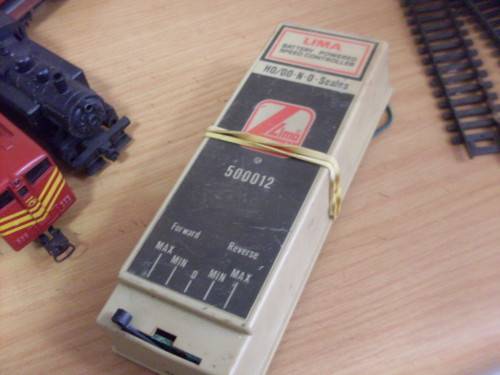 LIMA
BATTERY POWERED
SPEED CONTROLLER
HO/OO-N-O-Scales
Lima
500012
Forward Reverse
MAX MIN 0 MIN MAX